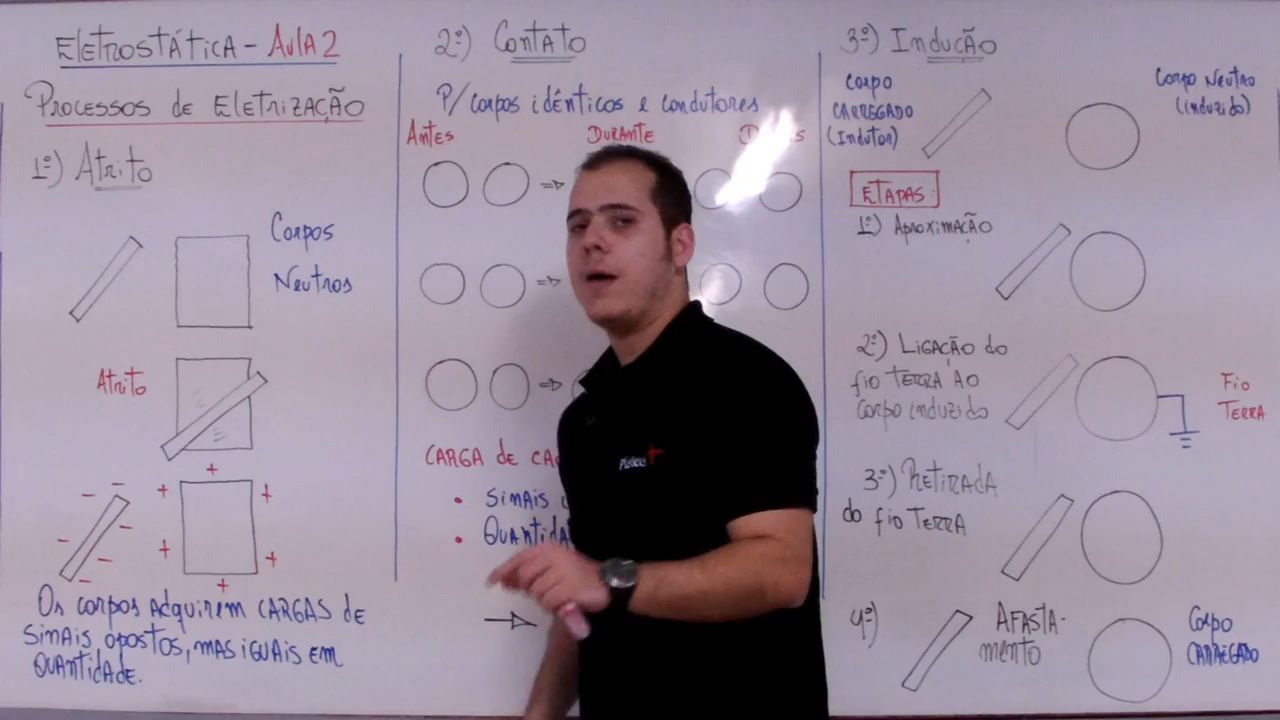 Eletrostática - Aula 2
Processos de Eletrização
1º) Atrito
Corpos
Neutros
Atrito
Os corpos adquirem cargas de
sinais opostos, mas iguais em
quantidade.
2º) Contato
P/ corpos idênticos e condutores
Antes
Durante
Carga de
• Sinais
•
3º) Indução
Corpo
carregado
(Indutor)
Corpo Neutro
(induzido)
Etapas:
1º) Aproximação
2º) Ligação do
fio terra ao
corpo induzido
Fio
terra
3º) Retirada
do fio terra
4º)
Afasta-
mento
Corpo
carregado